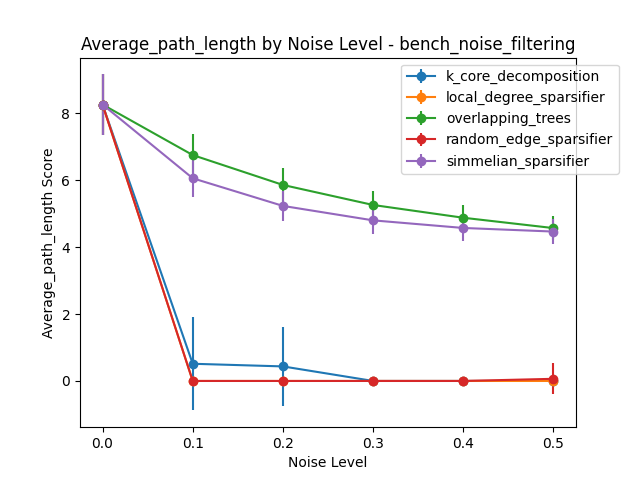 Average_path_length by Noise Level - bench_noise_filtering
k_core_decomposition
local_degree_sparsifier
overlapping_trees
random_edge_sparsifier
simmelian_sparsifier
Average_path_length Score
8
6
4
2
0
0.0 0.1 0.2 0.3 0.4 0.5
Noise Level